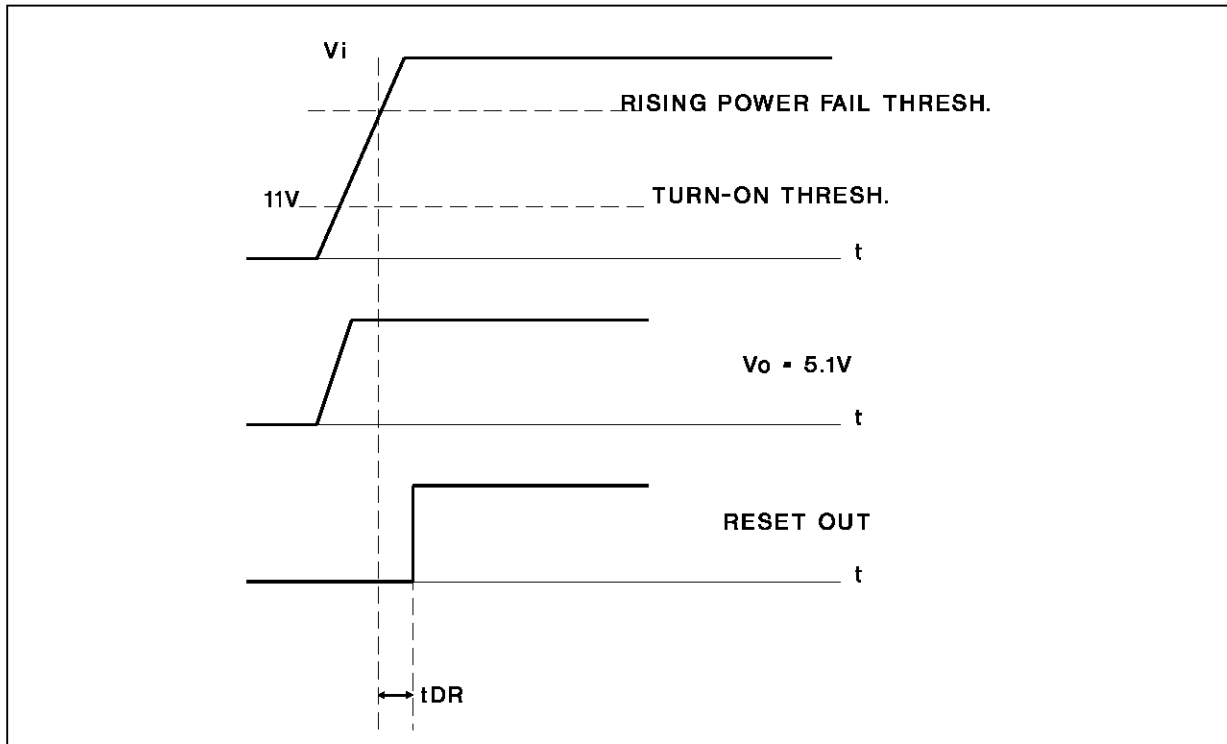 Vi
RISING POWER FAIL THRESH.
11V
TURN-ON THRESH.
t
Vo = 5.1V
t
RESET OUT
t
tDR